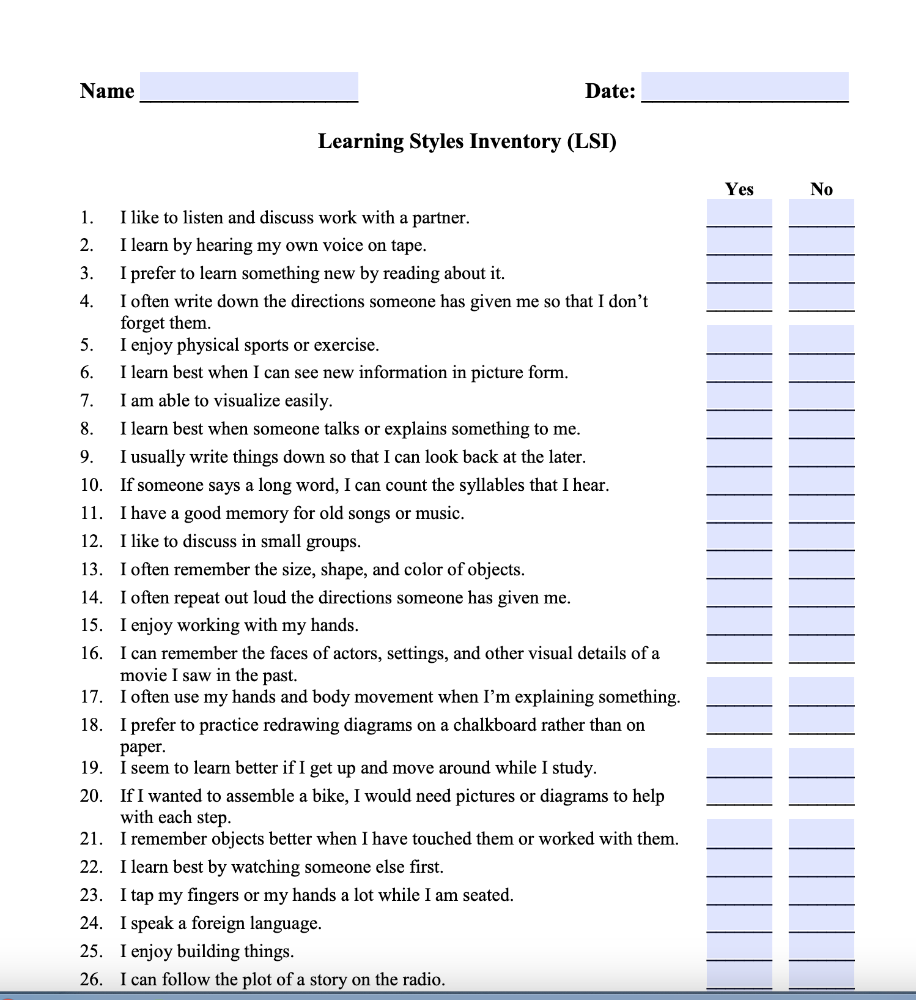 Name
Date:
Learning Styles Inventory (LSI)
Yes No
1. I like to listen and discuss work with a partner.
2. I learn by hearing my own voice on tape.
3. I prefer to learn something new by reading about it.
4. I often write down the directions someone has given me so that I don’t
forget them.
5. I enjoy physical sports or exercise.
6. I learn best when I can see new information in picture form.
7. I am able to visualize easily.
8. I learn best when someone talks or explains something to me.
9. I usually write things down so that I can look back at the later.
10. If someone says a long word, I can count the syllables that I hear.
11. I have a good memory for old songs or music.
12. I like to discuss in small groups.
13. I often remember the size, shape, and color of objects.
14. I often repeat out loud the directions someone has given me.
15. I enjoy working with my hands.
16. I can remember the faces of actors, settings, and other visual details of a
movie I saw in the past.
17. I often use my hands and body movement when I’m explaining something.
18. I prefer to practice redrawing diagrams on a chalkboard rather than on
paper.
19. I seem to learn better if I get up and move around while I study.
20. If I wanted to assemble a bike, I would need pictures or diagrams to help
with each step.
21. I remember objects better when I have touched them or worked with them.
22. I learn best by watching someone else first.
23. I tap my fingers or my hands a lot while I am seated.
24. I speak a foreign language.
25. I enjoy building things.
26. I can follow the plot of a story on the radio.